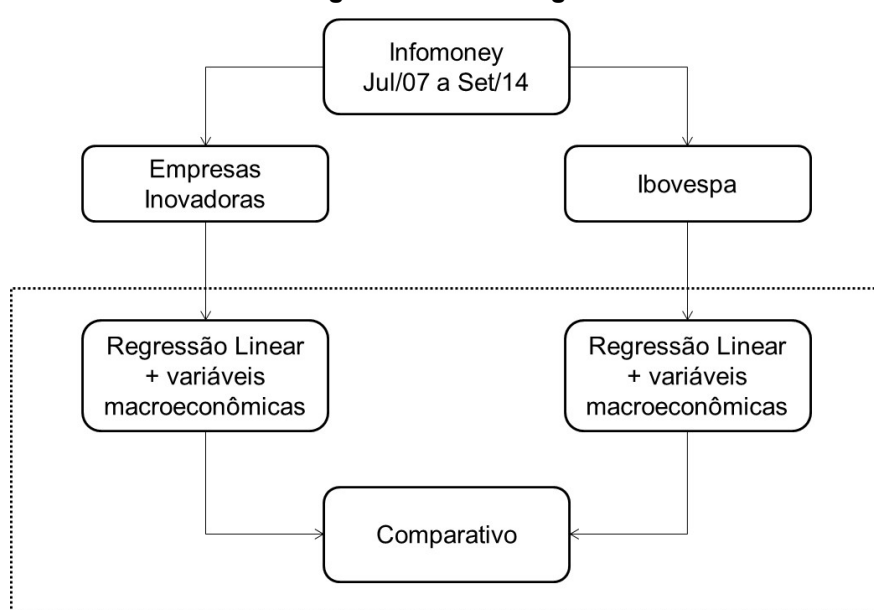 Infomoney
Jul/07 a Set/14
Empresas
Inovadoras
Ibovespa
Regressão Linear
+ variáveis
macroeconômicas
Regressão Linear
+ variáveis
macroeconômicas
Comparativo